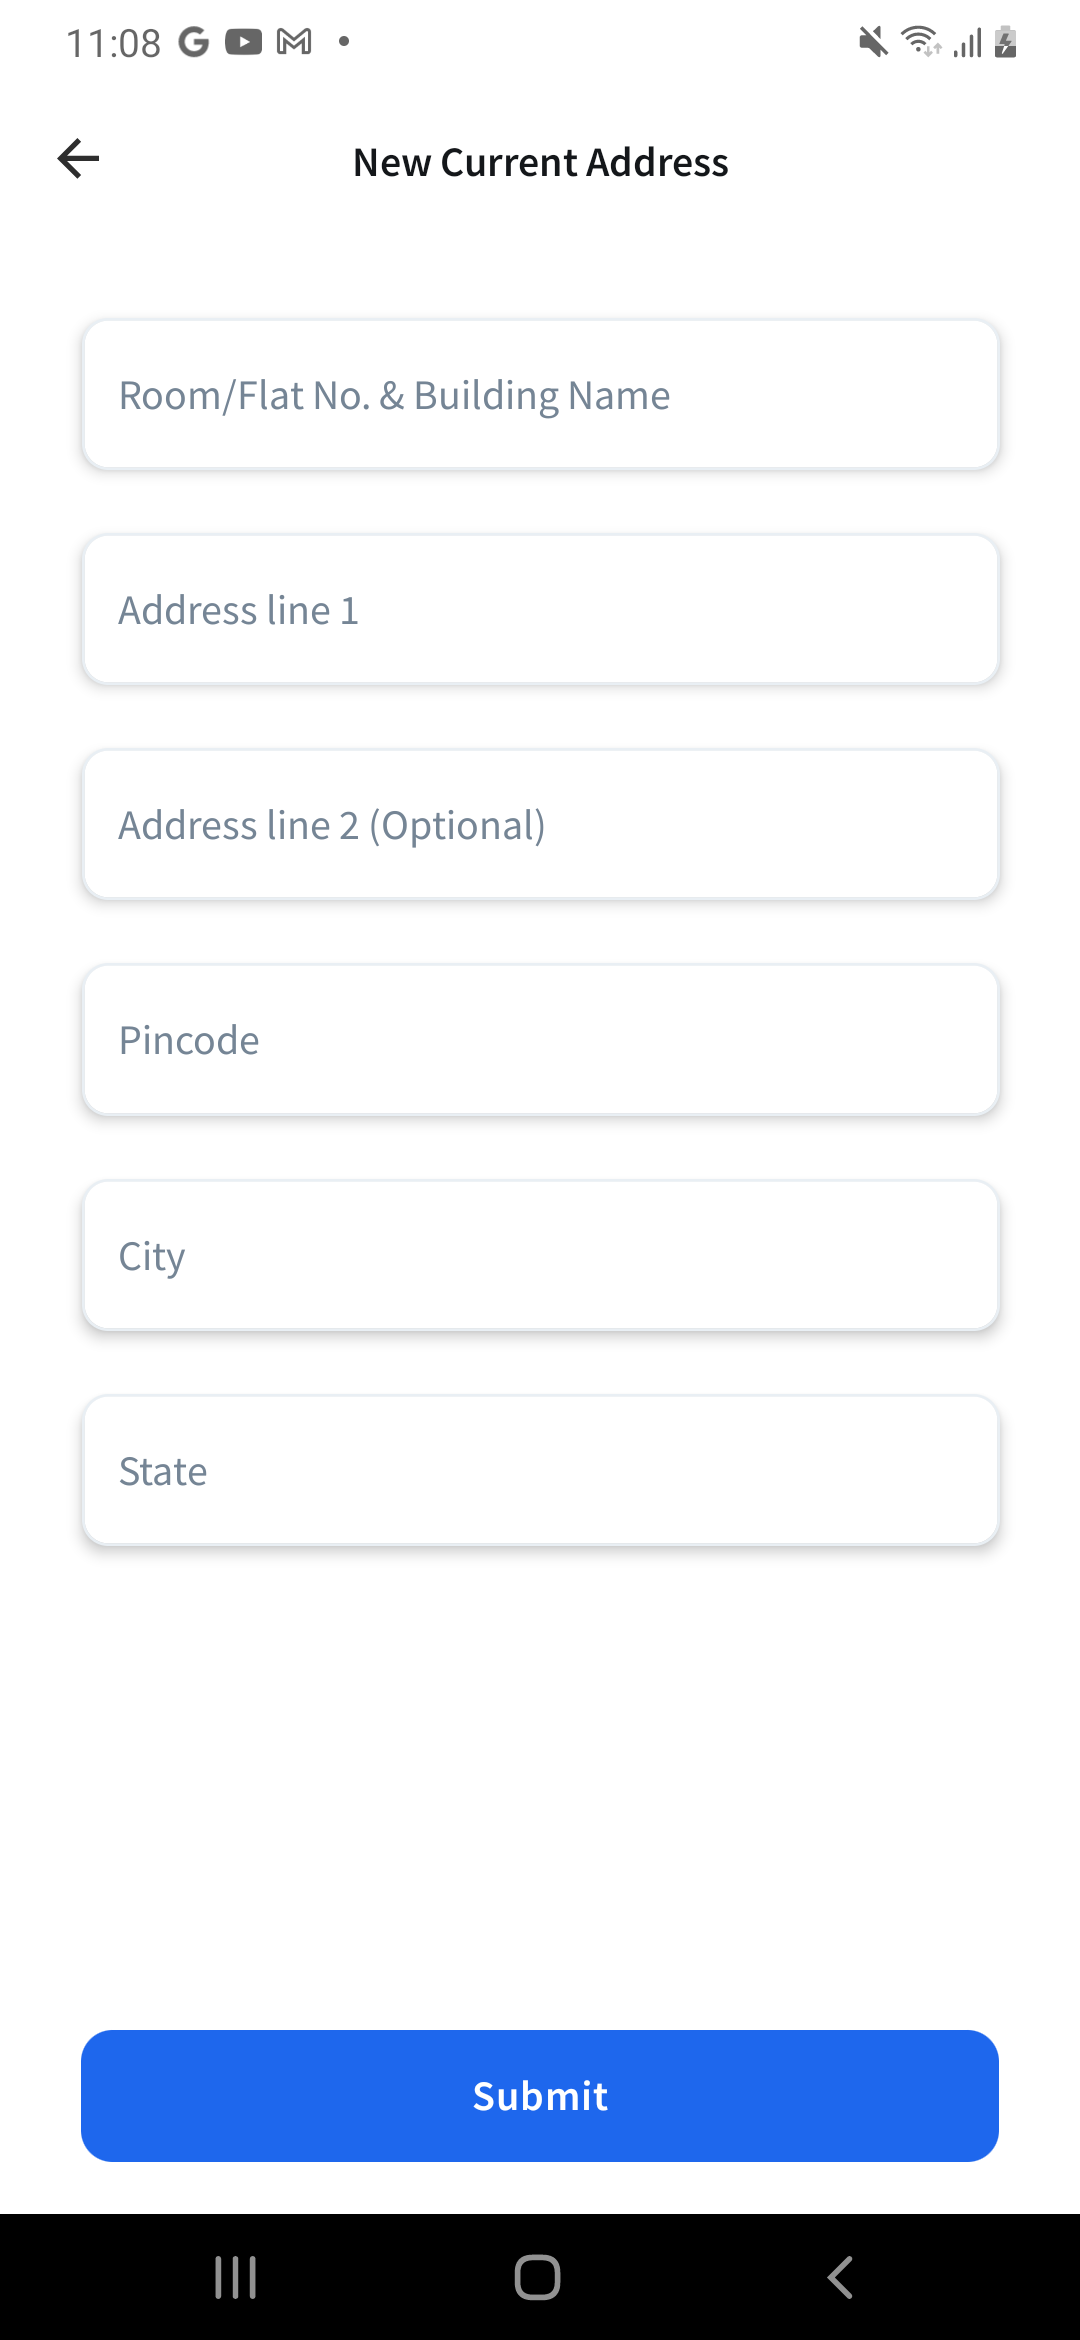 11:08
New Current Address
Room/Flat No. & Building Name
Address line 1
Address line 2 (Optional)
Pincode
City
State
Submit